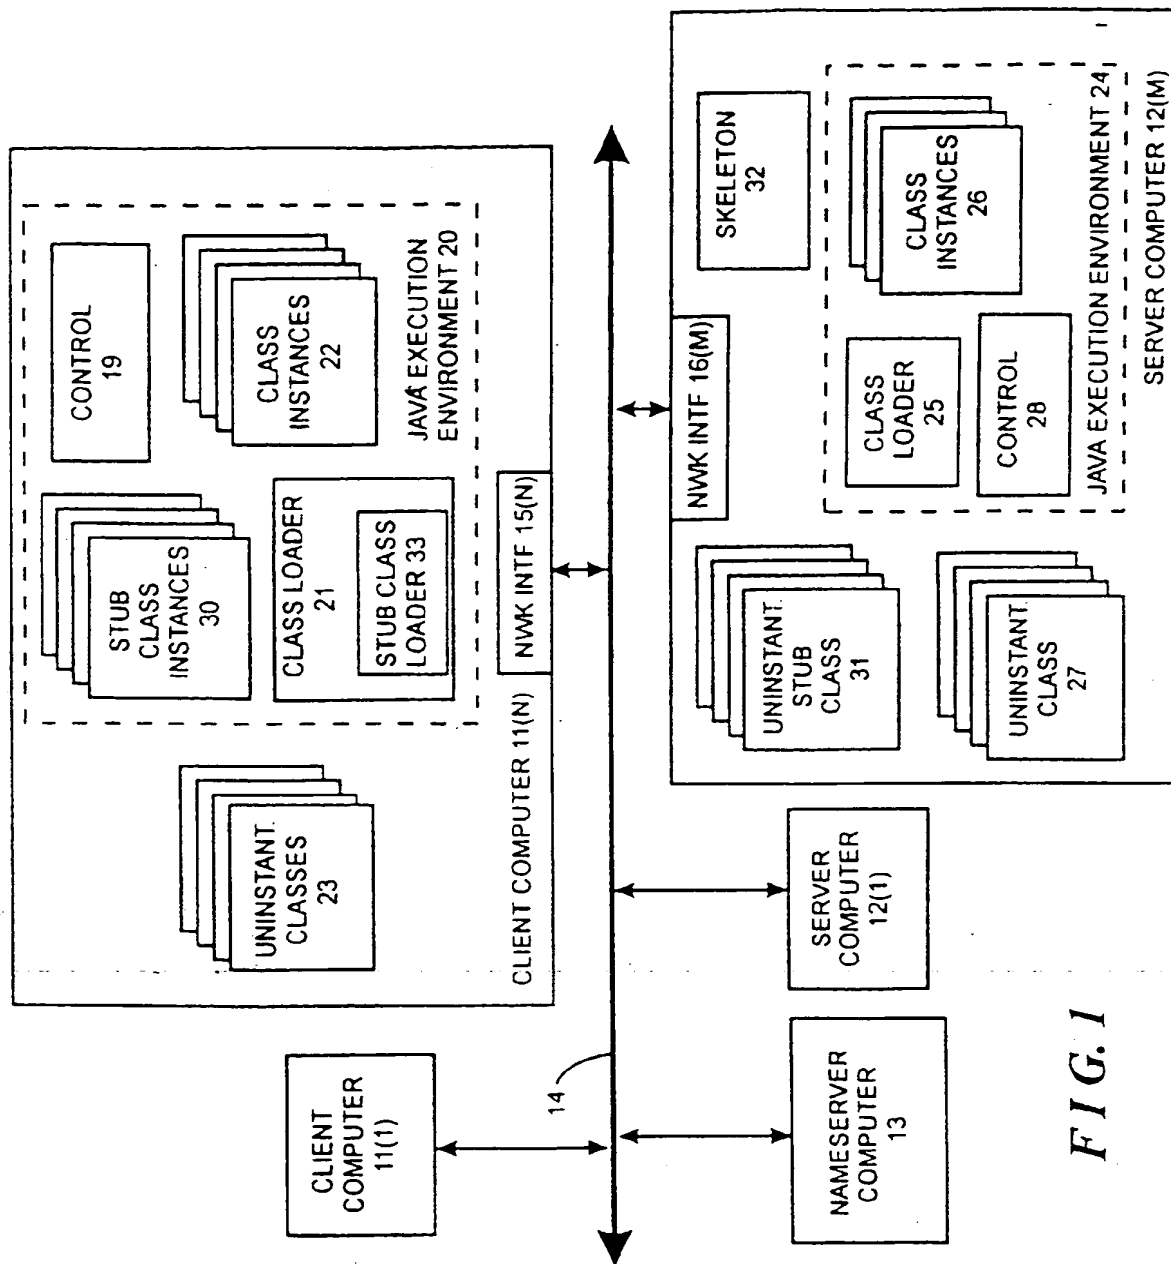 CLIENT
COMPUTER
11(1)
CLIENT COMPUTER 11(N)
UNINSTANT.
CLASSES
23
STUB
CLASS
INSTANCES
30
CONTROL
19
CLASS LOADER
21
STUB CLASS
LOADER 33
CLASS
INSTANCES
22
JAVA EXECUTION
ENVIRONMENT 20
NWK INTF 15(N)
14
NAMESERVER
COMPUTER
13
SERVER
COMPUTER
12(1)
NWK INTF 16(M)
UNINSTANT.
STUB
CLASS
31
UNINSTANT.
CLASS
27
SKELETON
32
CLASS
LOADER
25
CONTROL
28
CLASS
INSTANCES
26
JAVA EXECUTION ENVIRONMENT 24
SERVER COMPUTER 12(M)
FIG. 1